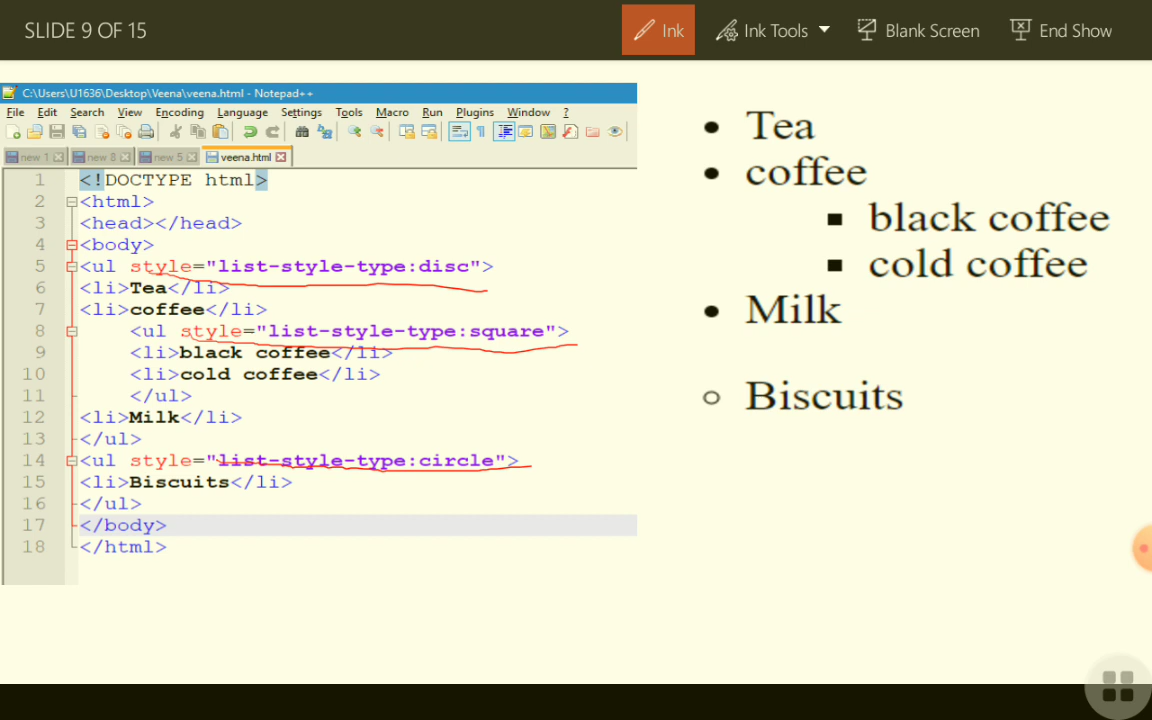 SLIDE 9 OF 15
Ink
Ink Tools
Blank Screen
End Show
C:\Users\U1636\Desktop\Veena\veena.html - Notepad++
File Edit Search View Encoding Language Settings Tools Macro Run Plugins Window ?
new 1 new 8 new 5 veena.html
1 <!DOCTYPE html>
2 <html>
3 <head></head>
4 <body>
5 <ul style="list-style-type:disc">
6 <li>Tea</li>
7 <li>coffee</li>
8 <ul style="list-style-type:square">
9 <li>black coffee</li>
10 <li>cold coffee</li>
11 </ul>
12 <li>Milk</li>
13 </ul>
14 <ul style="list-style-type:circle">
15 <li>Biscuits</li>
16 </ul>
17 </body>
18 </html>
Tea
coffee
black coffee
cold coffee
Milk
Biscuits